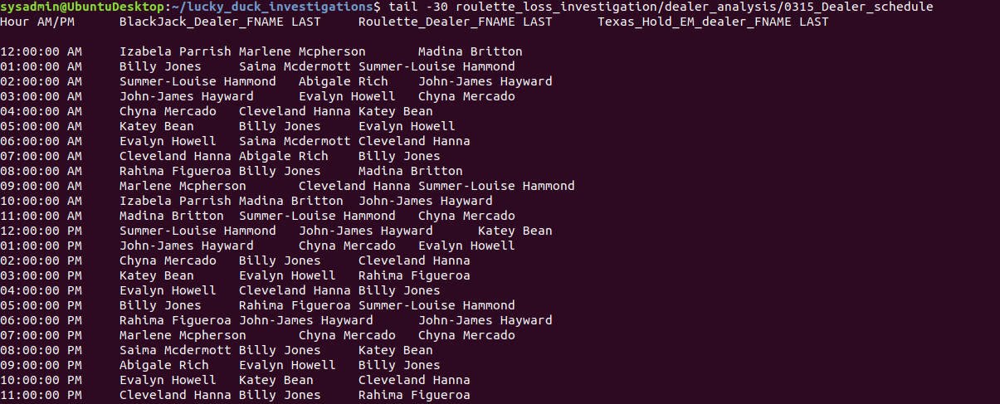 sysadmin@UbuntuDesktop:~/lucky_duck_investigations$ tail -30 roulette_loss_investigation/dealer_analysis/0315_Dealer_schedule
Hour AM/PM      BlackJack_Dealer_FNAME LAST     Roulette_Dealer_FNAME LAST      Texas_Hold_EM_dealer_FNAME LAST

12:00:00 AM     Izabela Parrish Marlene Mcpherson       Madina Britton
01:00:00 AM     Billy Jones     Saima Mcdermott Summer-Louise Hammond
02:00:00 AM     Summer-Louise Hammond   Abigale Rich    John-James Hayward
03:00:00 AM     John-James Hayward      Evalyn Howell   Chyna Mercado
04:00:00 AM     Chyna Mercado   Cleveland Hanna Katey Bean
05:00:00 AM     Katey Bean      Billy Jones     Evalyn Howell
06:00:00 AM     Evalyn Howell   Saima Mcdermott Cleveland Hanna
07:00:00 AM     Cleveland Hanna Abigale Rich    Billy Jones
08:00:00 AM     Rahima Figueroa Billy Jones     Madina Britton
09:00:00 AM     Marlene Mcpherson       Cleveland Hanna Summer-Louise Hammond
10:00:00 AM     Izabela Parrish Madina Britton  John-James Hayward
11:00:00 AM     Madina Britton  Summer-Louise Hammond   Chyna Mercado
12:00:00 PM     Summer-Louise Hammond   John-James Hayward      Katey Bean
01:00:00 PM     John-James Hayward      Chyna Mercado   Evalyn Howell
02:00:00 PM     Chyna Mercado   Billy Jones     Cleveland Hanna
03:00:00 PM     Katey Bean      Evalyn Howell   Rahima Figueroa
04:00:00 PM     Evalyn Howell   Cleveland Hanna Billy Jones
05:00:00 PM     Billy Jones     Rahima Figueroa Summer-Louise Hammond
06:00:00 PM     Rahima Figueroa John-James Hayward      John-James Hayward
07:00:00 PM     Marlene Mcpherson       Chyna Mercado   Chyna Mercado
08:00:00 PM     Saima Mcdermott Billy Jones     Katey Bean
09:00:00 PM     Abigale Rich    Evalyn Howell   Billy Jones
10:00:00 PM     Evalyn Howell   Katey Bean      Cleveland Hanna
11:00:00 PM     Cleveland Hanna Billy Jones     Rahima Figueroa